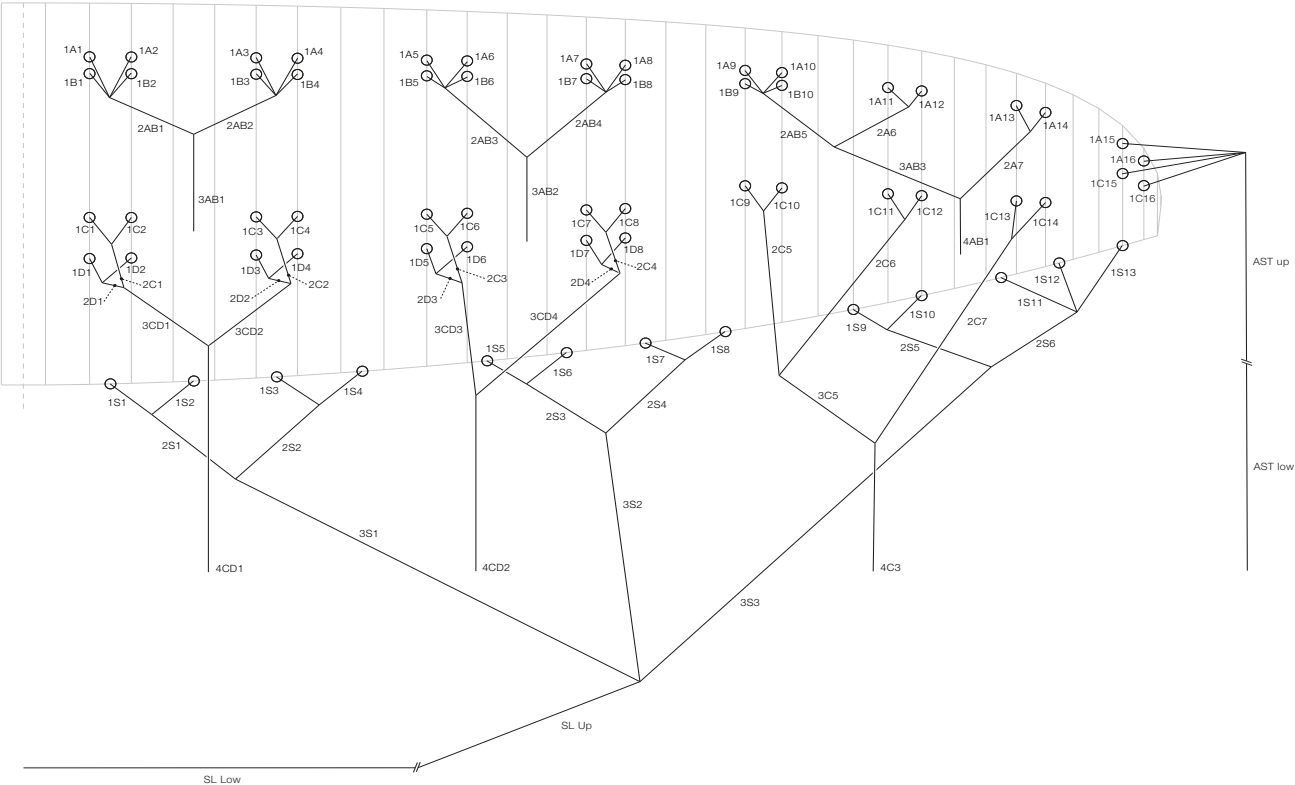 1A1 1A2 1A3 1A4 1A5 1A6 1A7 1A8 1A9 1A10
1B1 1B2 1B3 1B4 1B5 1B6 1B7 1B8 1B9 1B10
1A11 1A12 1A13 1A14
2AB1 2AB2 2AB3 2AB4 2AB5 2A6 2A7
1A15
1A16
1C15
1C16
3AB1 3AB2 3AB3
4AB1
1C1 1C2 1C3 1C4 1C5 1C6 1C7 1C8 1C9 1C10 1C11 1C12 1C13 1C14
1D1 1D2 1D3 1D4 1D5 1D6 1D7 1D8
2C1 2C2 2C3 2C4 2C5 2C6 2C7
2D1 2D2 2D3 2D4
AST up
3CD1 3CD2 3CD3 3CD4
1S1 1S2 1S3 1S4 1S5 1S6 1S7 1S8 1S9 1S10 1S11 1S12 1S13
2S1 2S2 2S3 2S4 2S5 2S6
3C5
AST low
3S1 3S2 3S3
4CD1 4CD2 4C3
SL Up
SL Low